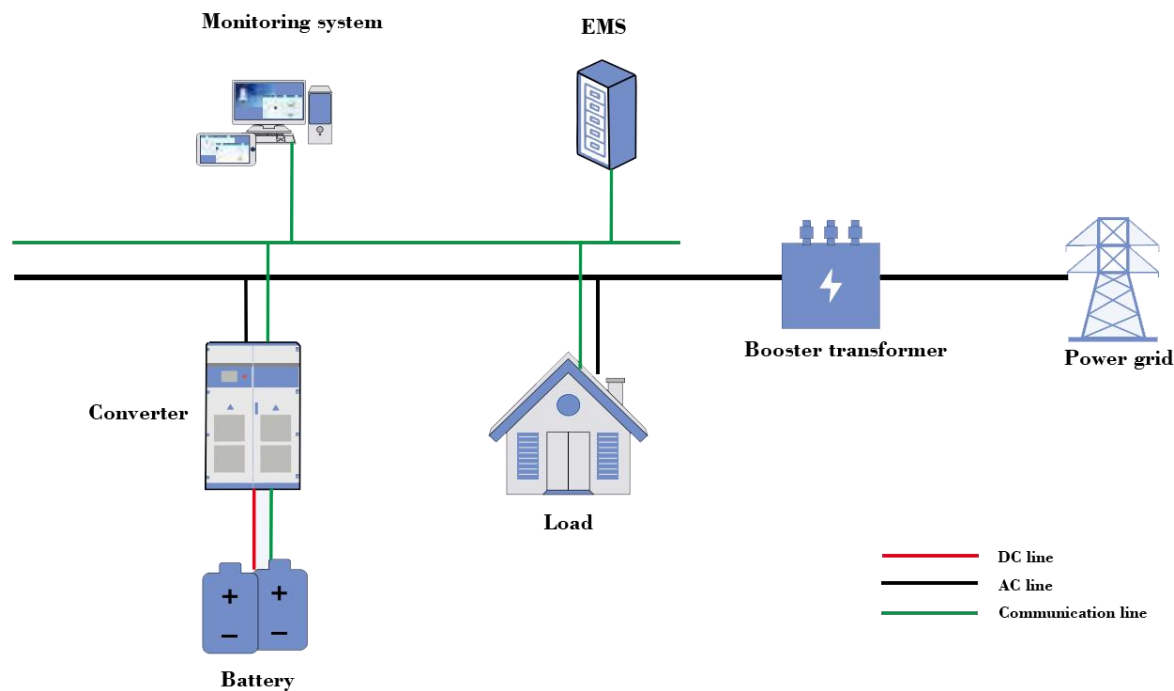 Monitoring system
EMS
Booster transformer
Power grid
Converter
Load
Battery
DC line
AC line
Communication line